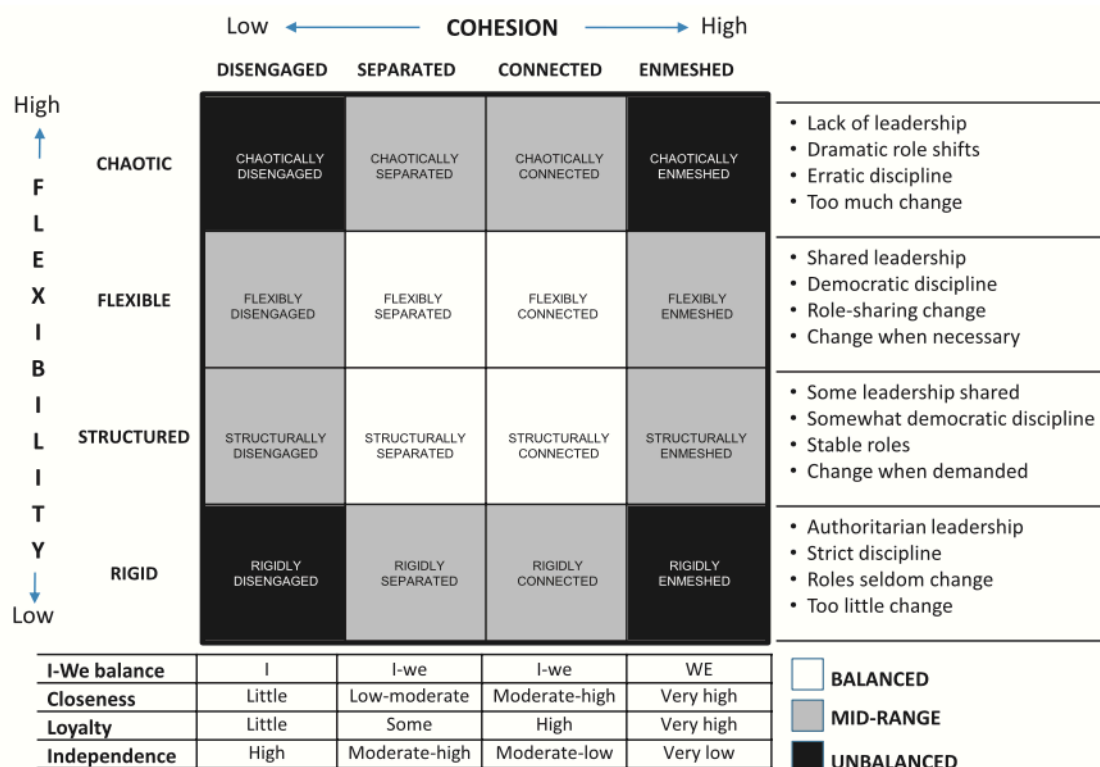 Low COHESION High
DISENGAGED SEPARATED CONNECTED ENMESHED
High
FLEXIBILITY
Low
CHAOTIC
CHAOTICALLY
DISENGAGED
CHAOTICALLY
SEPARATED
CHAOTICALLY
CONNECTED
CHAOTICALLY
ENMESHED
• Lack of leadership
• Dramatic role shifts
• Erratic discipline
• Too much change
FLEXIBLE
FLEXIBLY
DISENGAGED
FLEXIBLY
SEPARATED
FLEXIBLY
CONNECTED
FLEXIBLY
ENMESHED
• Shared leadership
• Democratic discipline
• Role-sharing change
• Change when necessary
STRUCTURED
STRUCTURALLY
DISENGAGED
STRUCTURALLY
SEPARATED
STRUCTURALLY
CONNECTED
STRUCTURALLY
ENMESHED
• Some leadership shared
• Somewhat democratic discipline
• Stable roles
• Change when demanded
RIGID
RIGIDLY
DISENGAGED
RIGIDLY
SEPARATED
RIGIDLY
CONNECTED
RIGIDLY
ENMESHED
• Authoritarian leadership
• Strict discipline
• Roles seldom change
• Too little change
I-We balance I I-we I-we WE
Closeness Little Low-moderate Moderate-high Very high
Loyalty Little Some High Very high
Independence High Moderate-high Moderate-low Very low
BALANCED
MID-RANGE
UNBALANCED